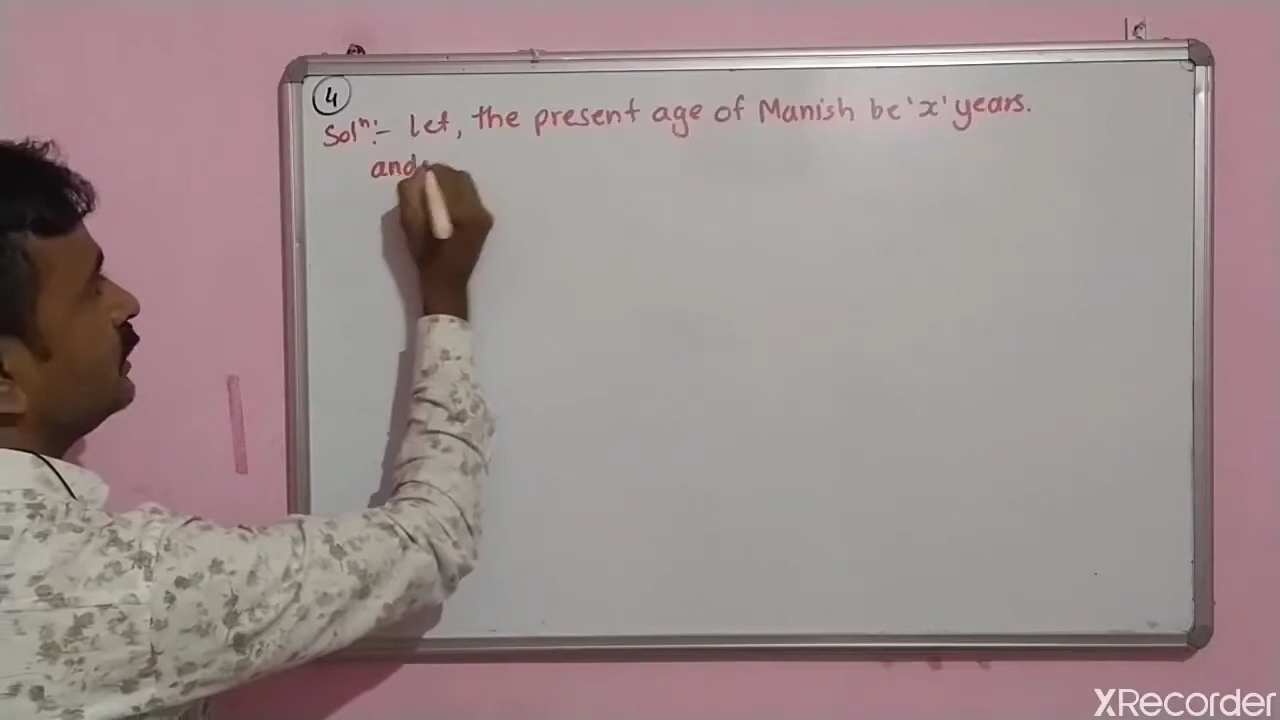 4
Solⁿ:- let, the present age of Manish be 'x' years.
and
XRecorder